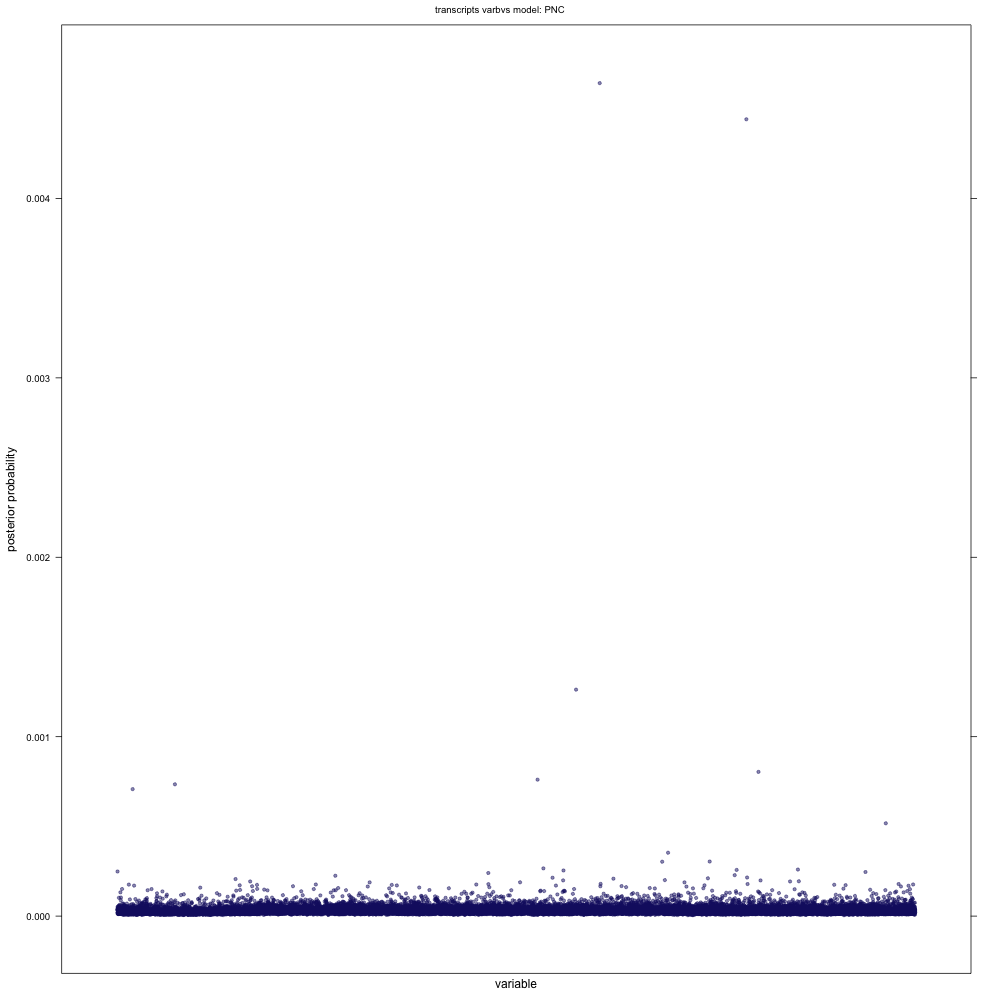 transcripts varbvs model: PNC
posterior probability
0.004
0.003
0.002
0.001
0.000
variable